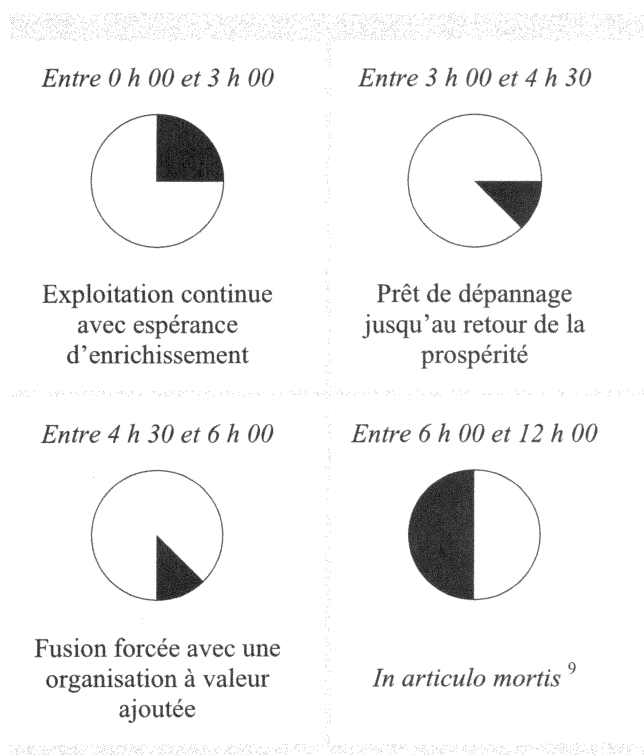 Entre 0 h 00 et 3 h 00
Exploitation continue
avec espérance
d'enrichissement
Entre 3 h 00 et 4 h 30
Prêt de dépannage
jusqu'au retour de la
prospérité
Entre 4 h 30 et 6 h 00
Fusion forcée avec une
organisation à valeur
ajoutée
Entre 6 h 00 et 12 h 00
In articulo mortis ⁹